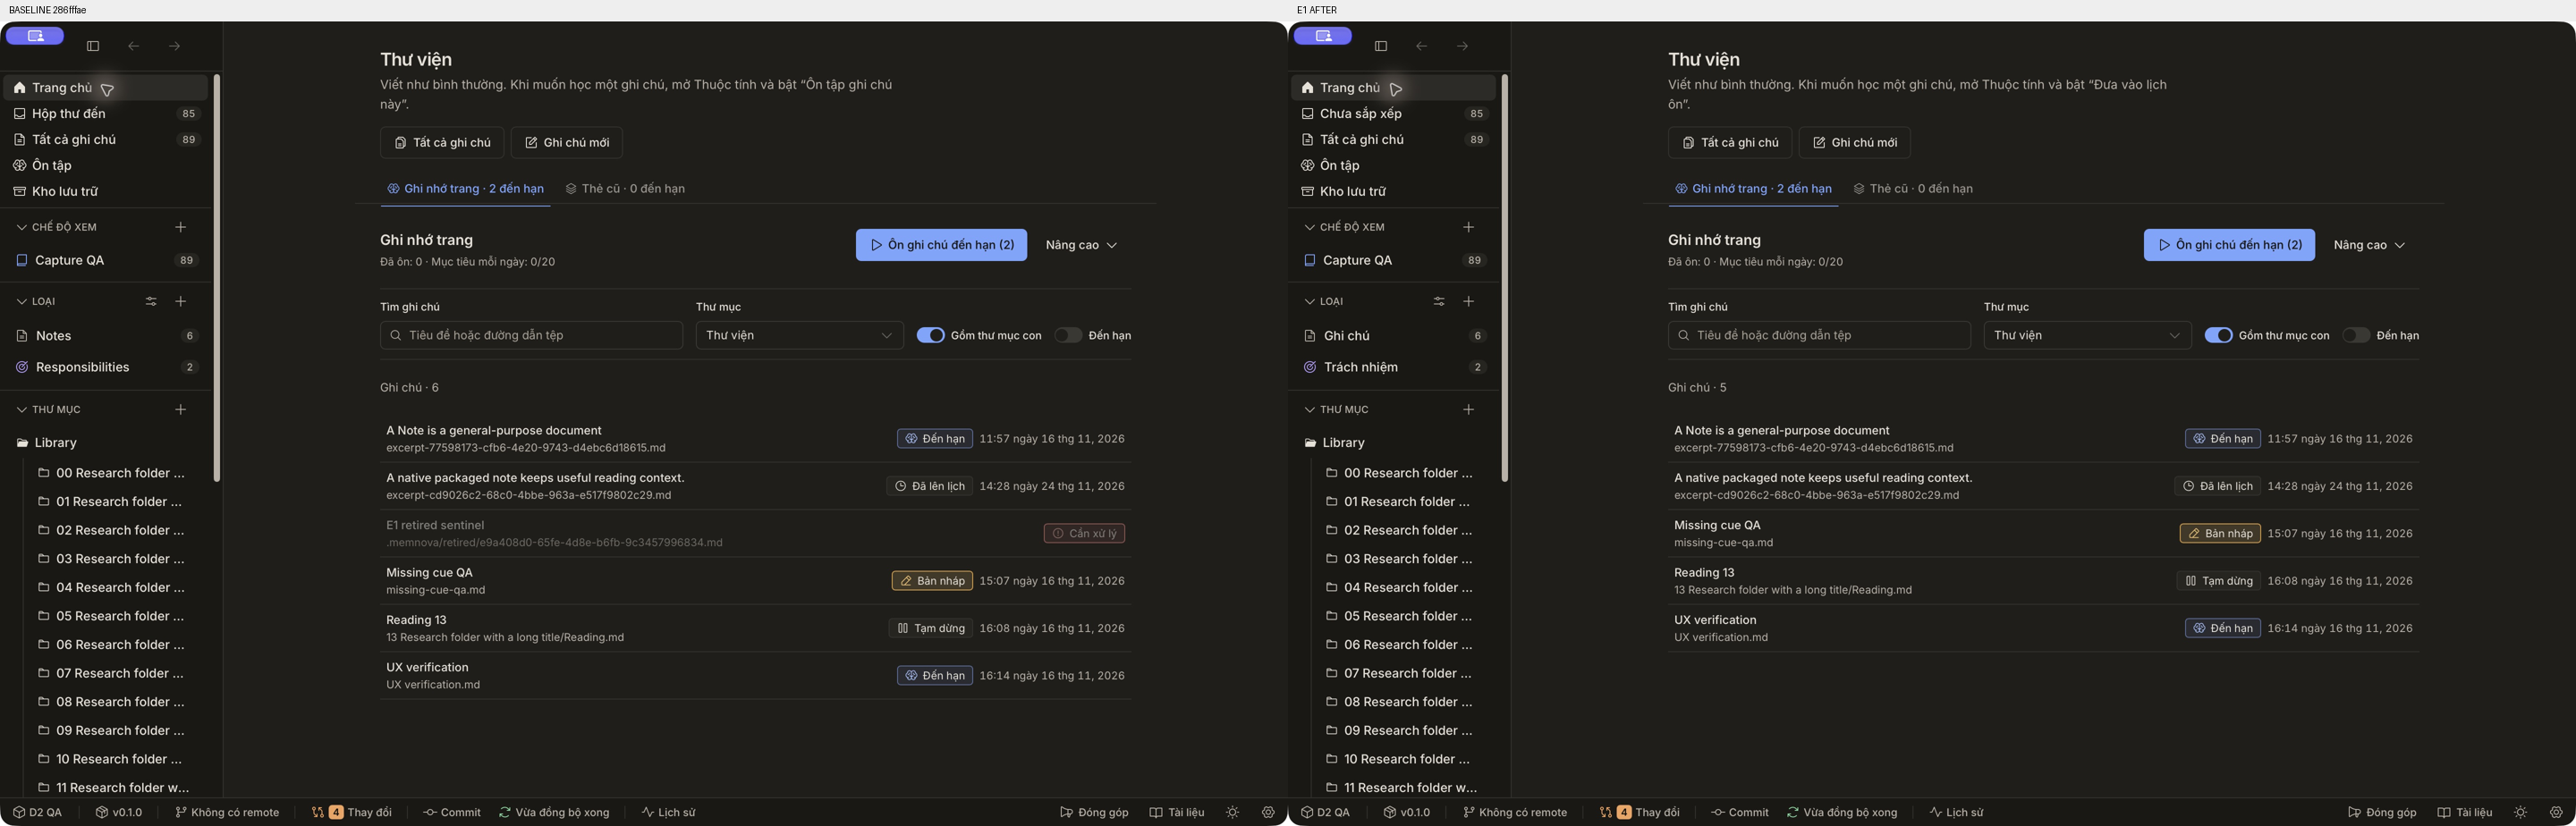 BASELINE 286fffae
Trang chủ
Hộp thư đến 85
Tất cả ghi chú 89
Ôn tập
Kho lưu trữ
CHẾ ĐỘ XEM
Capture QA 89
LOẠI
Notes 6
Responsibilities 2
THƯ MỤC
Library
00 Research folder ...
01 Research folder ...
02 Research folder ...
03 Research folder ...
04 Research folder ...
05 Research folder ...
06 Research folder ...
07 Research folder ...
08 Research folder ...
09 Research folder ...
10 Research folder ...
11 Research folder w...
Thư viện
Viết như bình thường. Khi muốn học một ghi chú, mở Thuộc tính và bật “Ôn tập ghi chú
này”.
Tất cả ghi chú Ghi chú mới
Ghi nhớ trang · 2 đến hạn Thẻ cũ · 0 đến hạn
Ghi nhớ trang
Đã ôn: 0 · Mục tiêu mỗi ngày: 0/20
Ôn ghi chú đến hạn (2) Nâng cao
Tìm ghi chú Thư mục
Tiêu đề hoặc đường dẫn tệp Thư viện Gồm thư mục con Đến hạn
Ghi chú · 6
A Note is a general-purpose document
excerpt-77598173-cfb6-4e20-9743-d4ebc6d18615.md
Đến hạn 11:57 ngày 16 thg 11, 2026
A native packaged note keeps useful reading context.
excerpt-cd9026c2-68c0-4bbe-963a-e517f9802c29.md
Đã lên lịch 14:28 ngày 24 thg 11, 2026
E1 retired sentinel
.memnova/retired/e9a408d0-65fe-4d8e-b6fb-9c3457996834.md
Cần xử lý
Missing cue QA
missing-cue-qa.md
Bản nháp 15:07 ngày 16 thg 11, 2026
Reading 13
13 Research folder with a long title/Reading.md
Tạm dừng 16:08 ngày 16 thg 11, 2026
UX verification
UX verification.md
Đến hạn 16:14 ngày 16 thg 11, 2026
D2 QA v0.1.0 Không có remote 4 Thay đổi Commit Vừa đồng bộ xong Lịch sử Đóng góp Tài liệu
E1 AFTER
Trang chủ
Chưa sắp xếp 85
Tất cả ghi chú 89
Ôn tập
Kho lưu trữ
CHẾ ĐỘ XEM
Capture QA 89
LOẠI
Ghi chú 6
Trách nhiệm 2
THƯ MỤC
Library
00 Research folder ...
01 Research folder ...
02 Research folder ...
03 Research folder ...
04 Research folder ...
05 Research folder ...
06 Research folder ...
07 Research folder ...
08 Research folder ...
09 Research folder ...
10 Research folder ...
11 Research folder w...
Thư viện
Viết như bình thường. Khi muốn học một ghi chú, mở Thuộc tính và bật “Đưa vào lịch
ôn”.
Tất cả ghi chú Ghi chú mới
Ghi nhớ trang · 2 đến hạn Thẻ cũ · 0 đến hạn
Ghi nhớ trang
Đã ôn: 0 · Mục tiêu mỗi ngày: 0/20
Ôn ghi chú đến hạn (2) Nâng cao
Tìm ghi chú Thư mục
Tiêu đề hoặc đường dẫn tệp Thư viện Gồm thư mục con Đến hạn
Ghi chú · 5
A Note is a general-purpose document
excerpt-77598173-cfb6-4e20-9743-d4ebc6d18615.md
Đến hạn 11:57 ngày 16 thg 11, 2026
A native packaged note keeps useful reading context.
excerpt-cd9026c2-68c0-4bbe-963a-e517f9802c29.md
Đã lên lịch 14:28 ngày 24 thg 11, 2026
Missing cue QA
missing-cue-qa.md
Bản nháp 15:07 ngày 16 thg 11, 2026
Reading 13
13 Research folder with a long title/Reading.md
Tạm dừng 16:08 ngày 16 thg 11, 2026
UX verification
UX verification.md
Đến hạn 16:14 ngày 16 thg 11, 2026
D2 QA v0.1.0 Không có remote 4 Thay đổi Commit Vừa đồng bộ xong Lịch sử Đóng góp Tài liệu